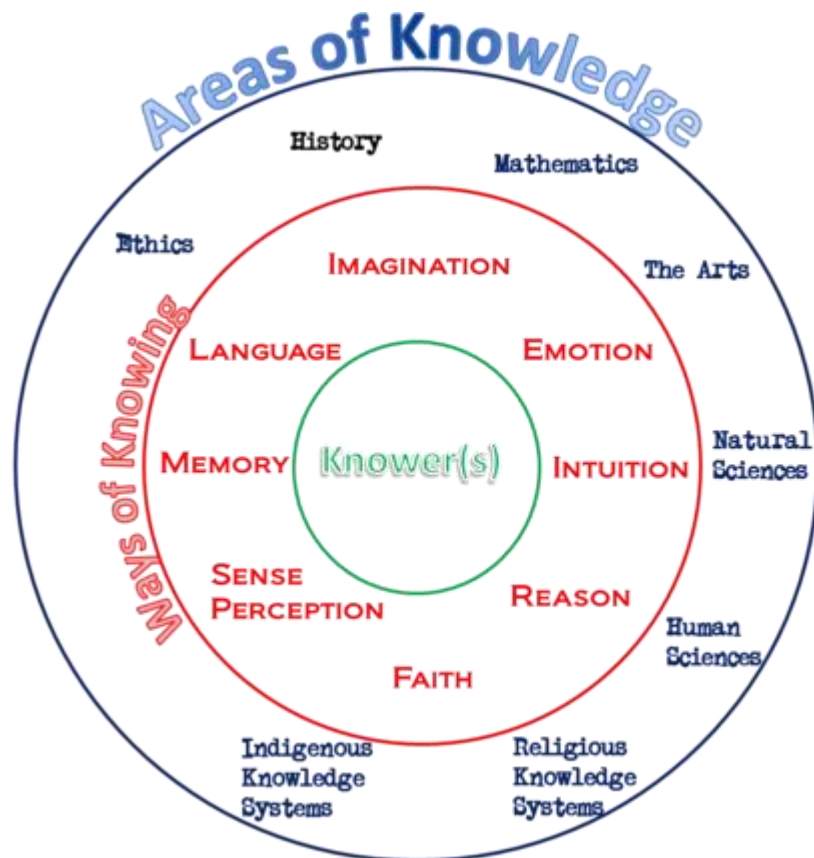 Areas of Knowledge
History
Mathematics
Ethics
The Arts
Natural
Sciences
Human
Sciences
Religious
Knowledge
Systems
Indigenous
Knowledge
Systems
Ways of Knowing
IMAGINATION
LANGUAGE
EMOTION
MEMORY
INTUITION
SENSE
PERCEPTION
REASON
FAITH
Knower(s)